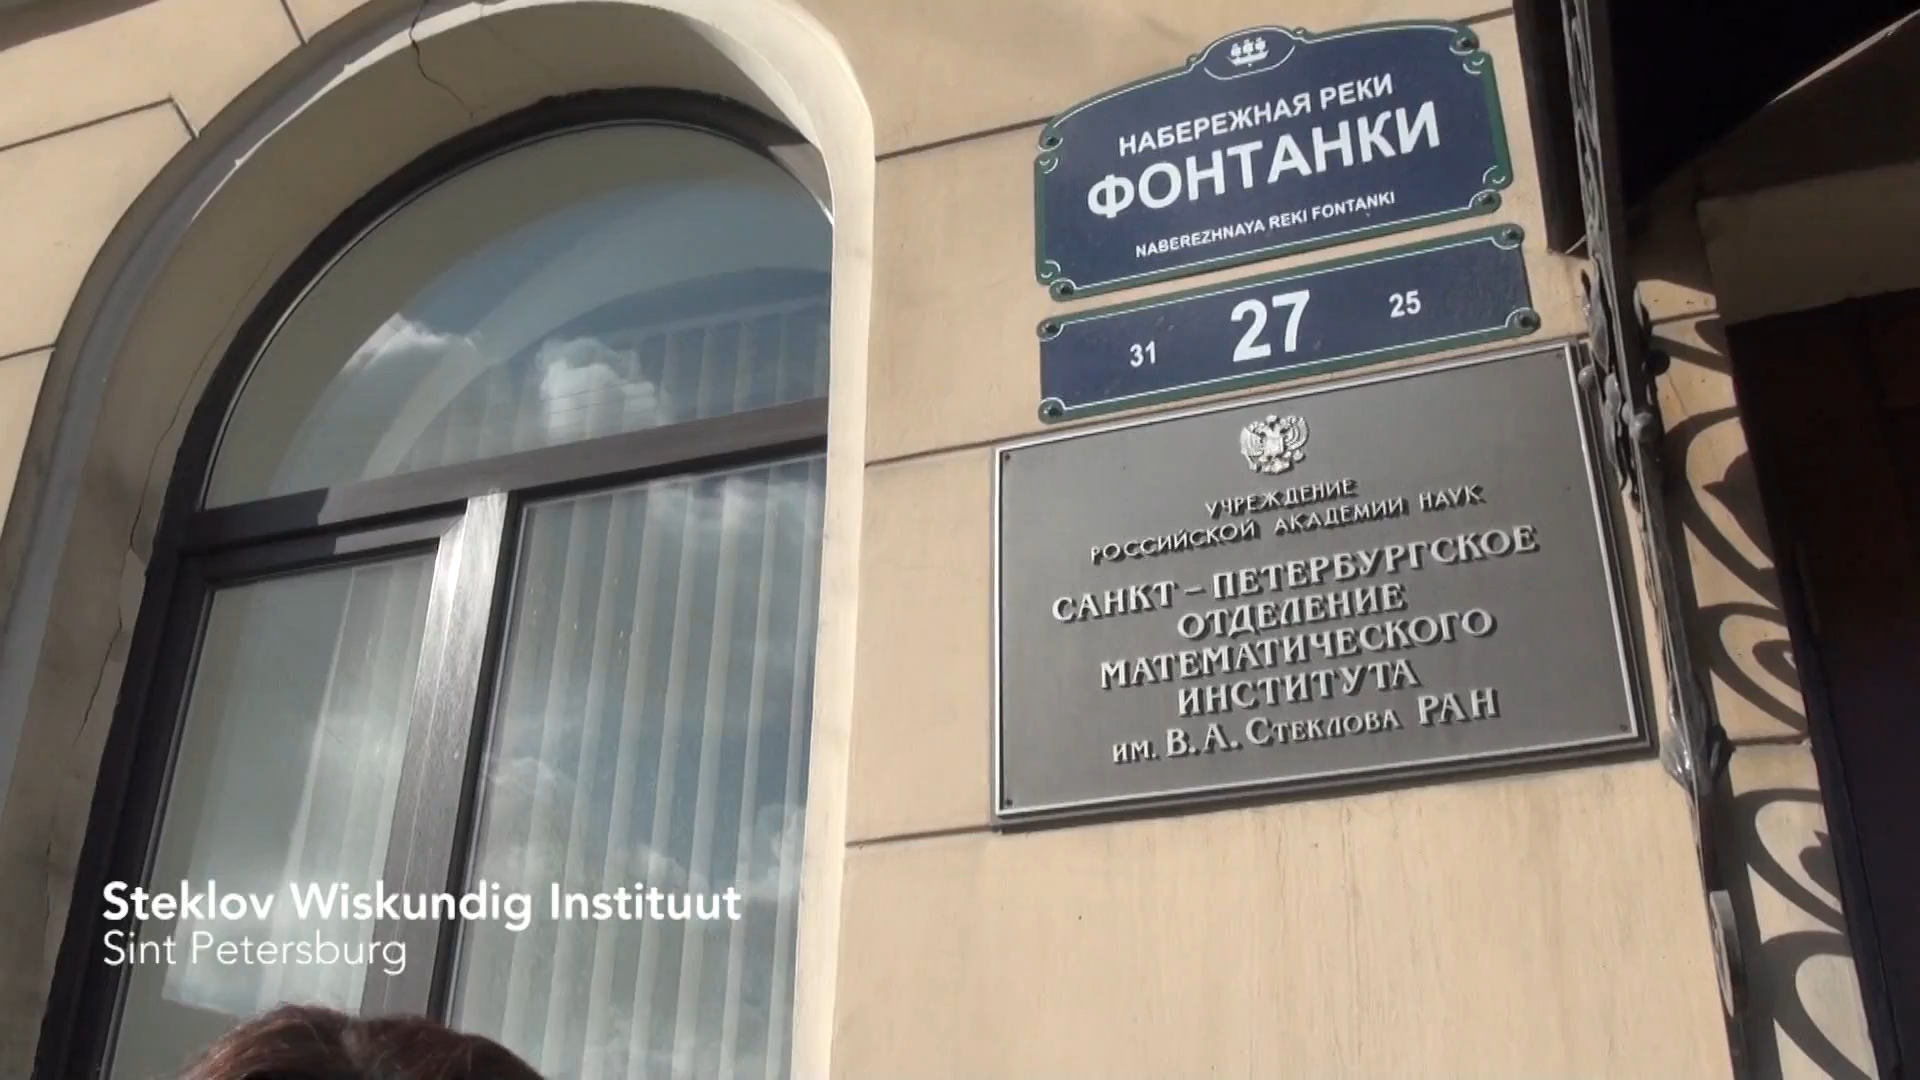 НАБЕРЕЖНАЯ РЕКИ
ФОНТАНКИ
NABEREZHNAYA REKI FONTANKI
31 27 25
УЧРЕЖДЕНИЕ
РОССИЙСКОЙ АКАДЕМИИ НАУК
САНКТ – ПЕТЕРБУРГСКОЕ
ОТДЕЛЕНИЕ
МАТЕМАТИЧЕСКОГО
ИНСТИТУТА
ИМ. В. А. СТЕКЛОВА РАН
Steklov Wiskundig Instituut
Sint Petersburg